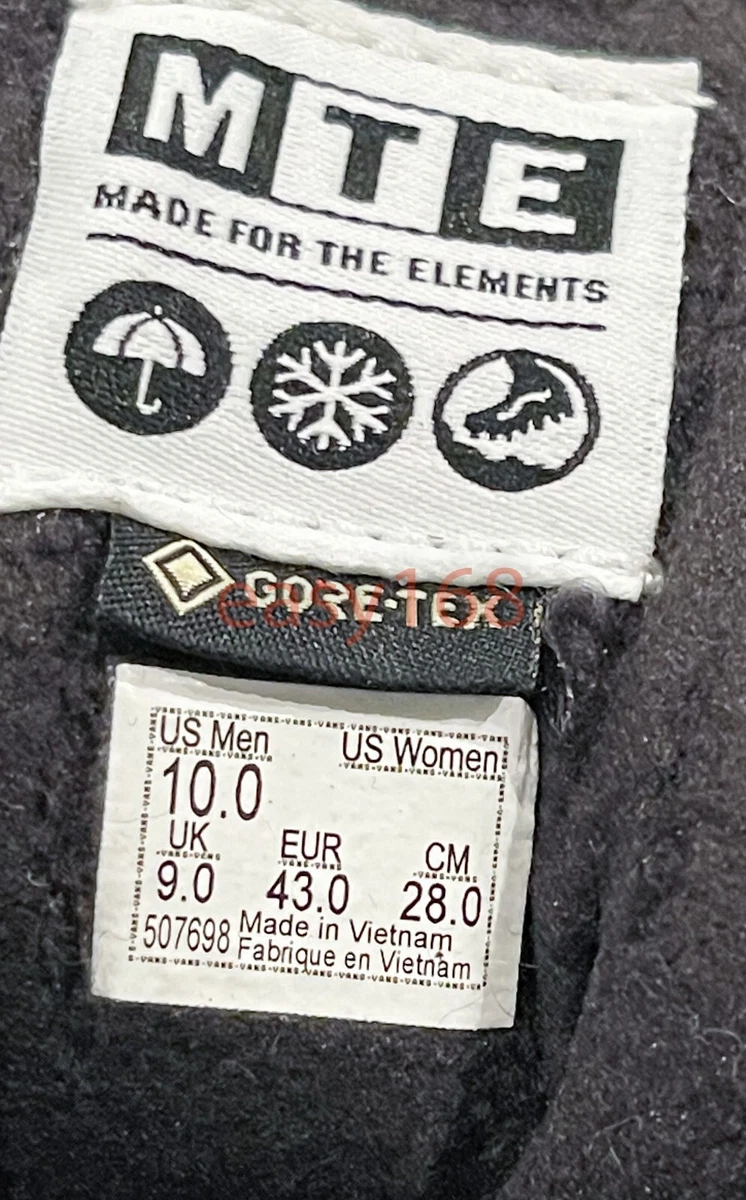 MTE
MADE FOR THE ELEMENTS
GORE-TEX
easy168
US Men US Women
10.0
UK EUR CM
9.0 43.0 28.0
507698 Made in Vietnam
Fabrique en Vietnam